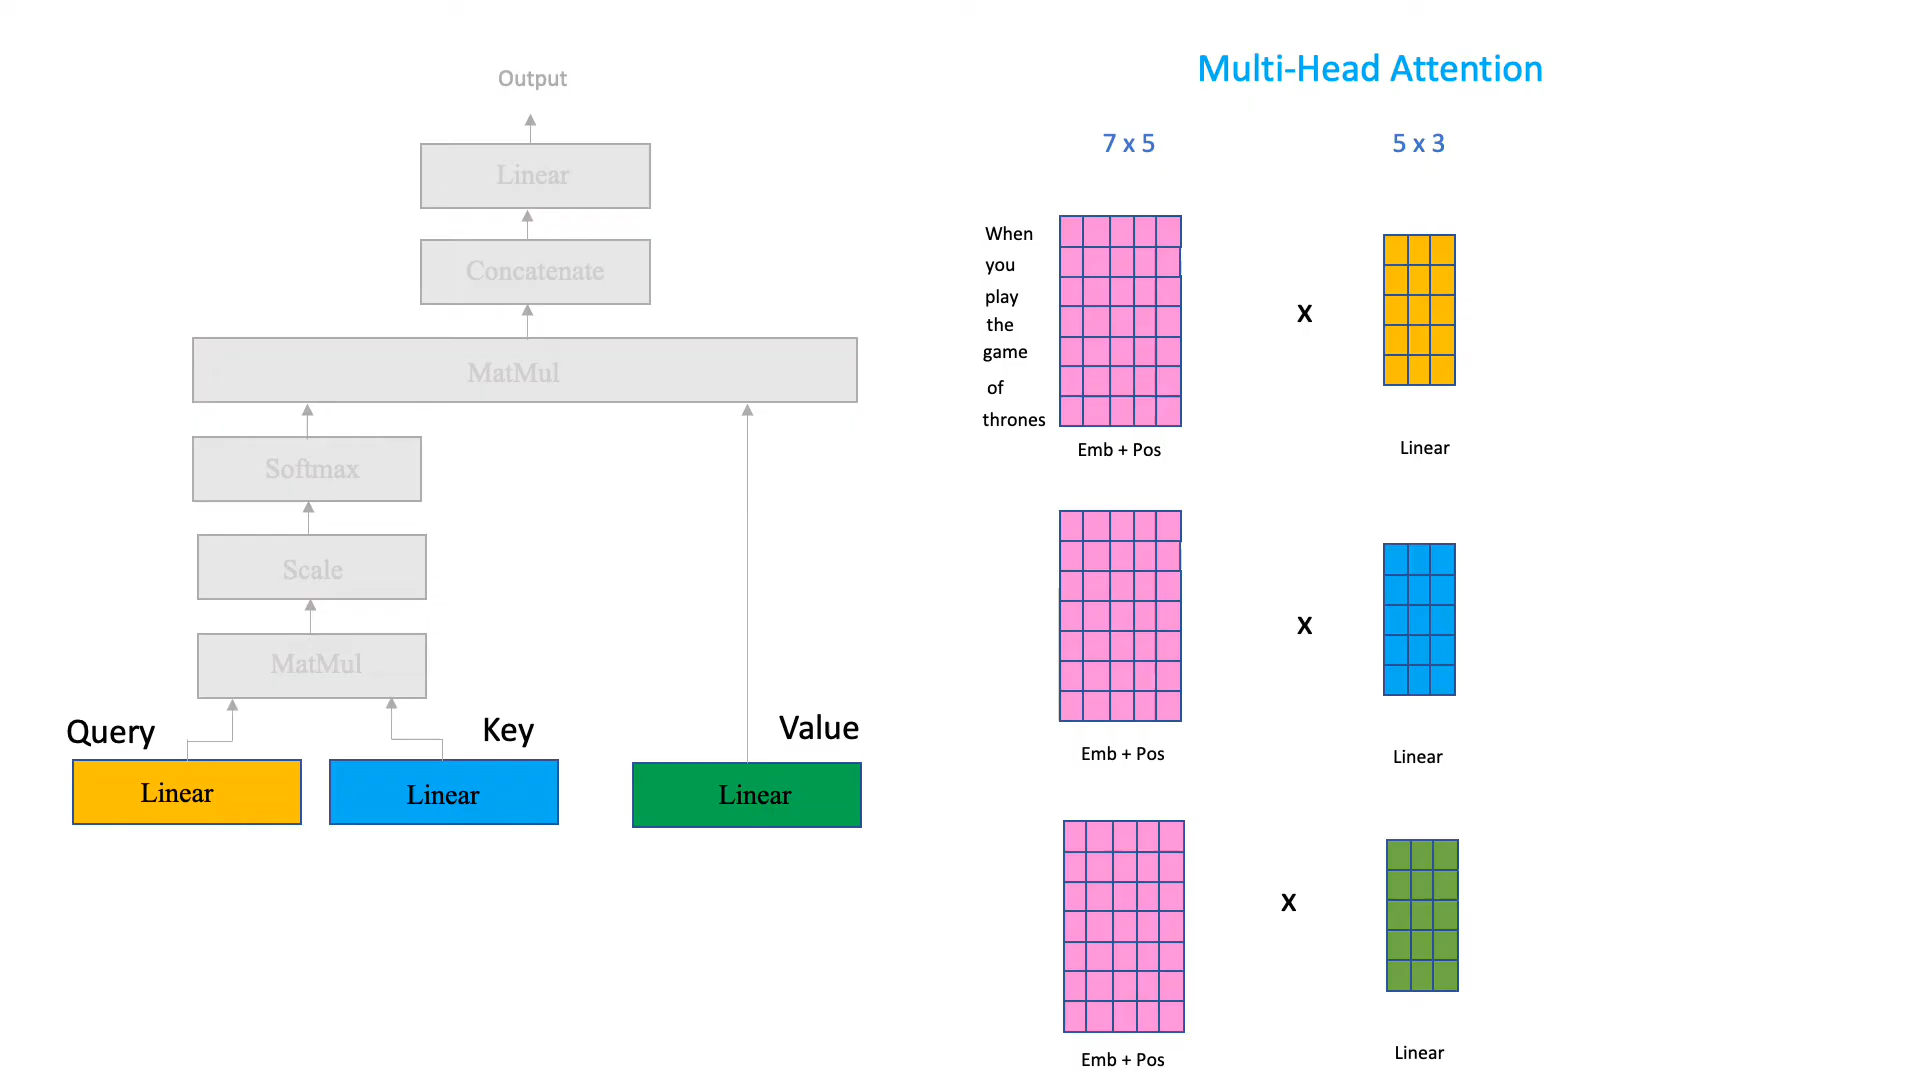 Output
Linear
Concatenate
MatMul
Softmax
Scale
MatMul
Query
Key
Value
Linear
Linear
Linear
Multi-Head Attention
7 x 5
5 x 3
When
you
play
the
game
of
thrones
X
Emb + Pos
Linear
X
Emb + Pos
Linear
X
Emb + Pos
Linear